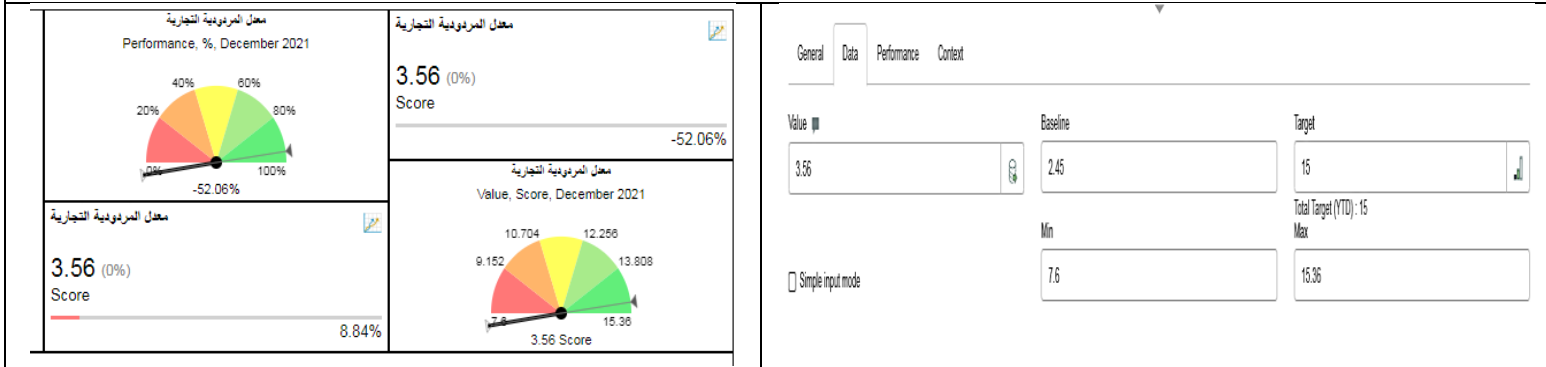 معدل المردودية التجارية
Performance, %, December 2021
40%
60%
20%
80%
0%
100%
-52.06%
معدل المردودية التجارية
3.56 (0%)
Score
8.84%
معدل المردودية التجارية
3.56 (0%)
Score
-52.06%
معدل المردودية التجارية
Value, Score, December 2021
10.704
12.256
9.152
13.808
7.6
15.36
3.56 Score
General Data Performance Context
Value Baseline Target
3.56 2.45 15
Total Target (YTD) : 15
Min Max
Simple input mode 7.6 15.36